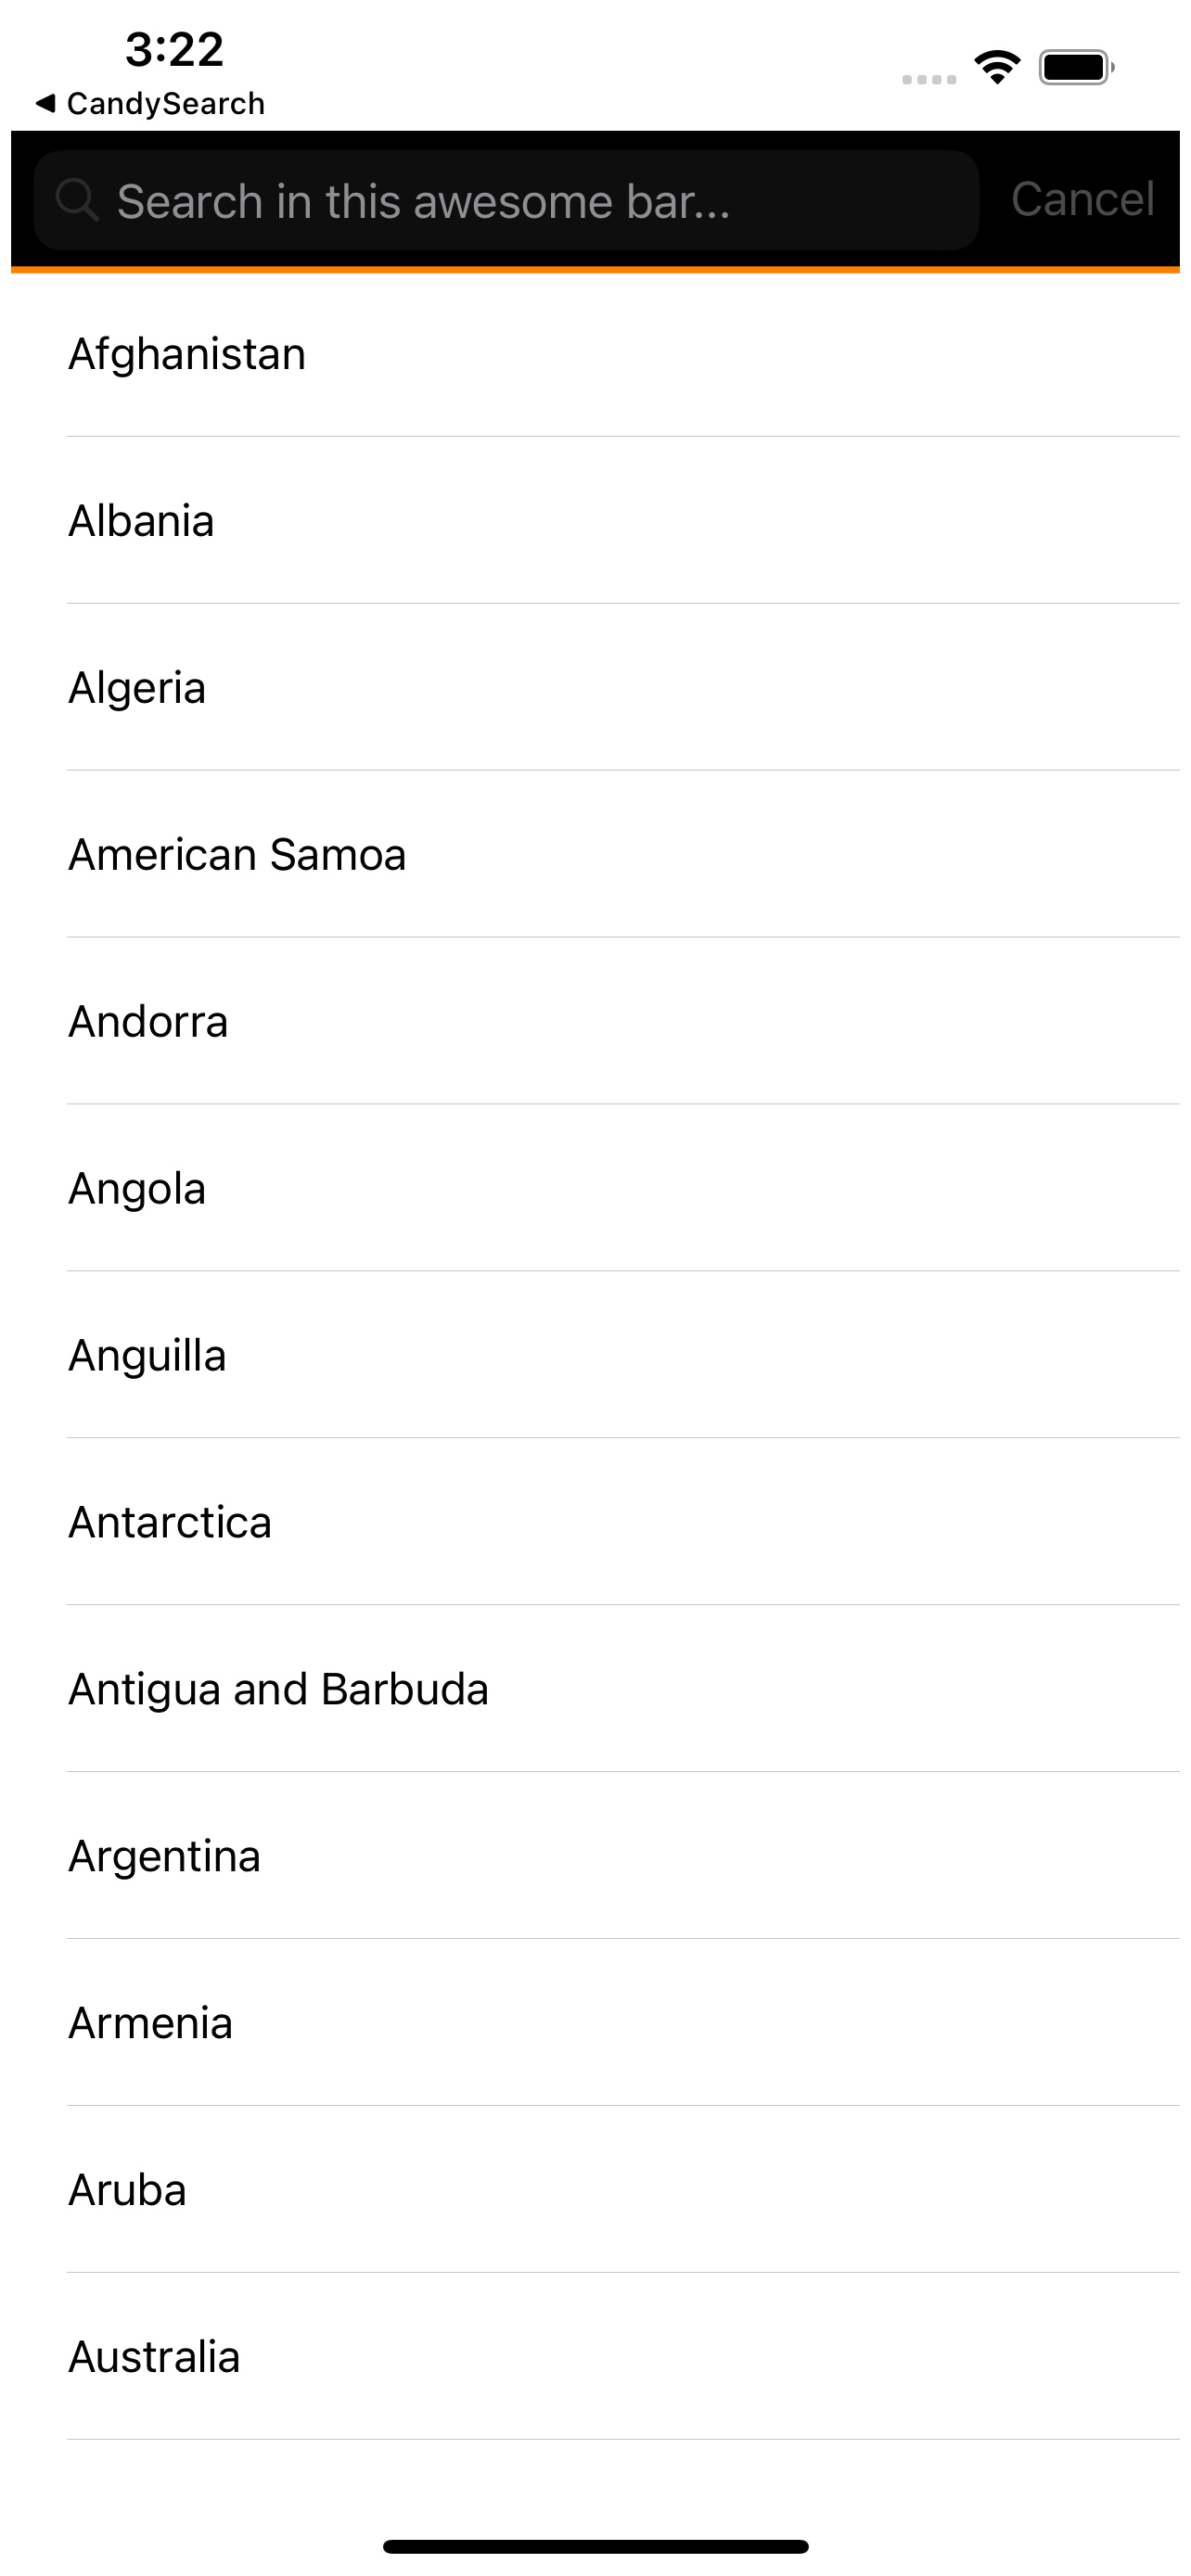 3:22
◀ CandySearch
Search in this awesome bar...
Cancel
Afghanistan
Albania
Algeria
American Samoa
Andorra
Angola
Anguilla
Antarctica
Antigua and Barbuda
Argentina
Armenia
Aruba
Australia